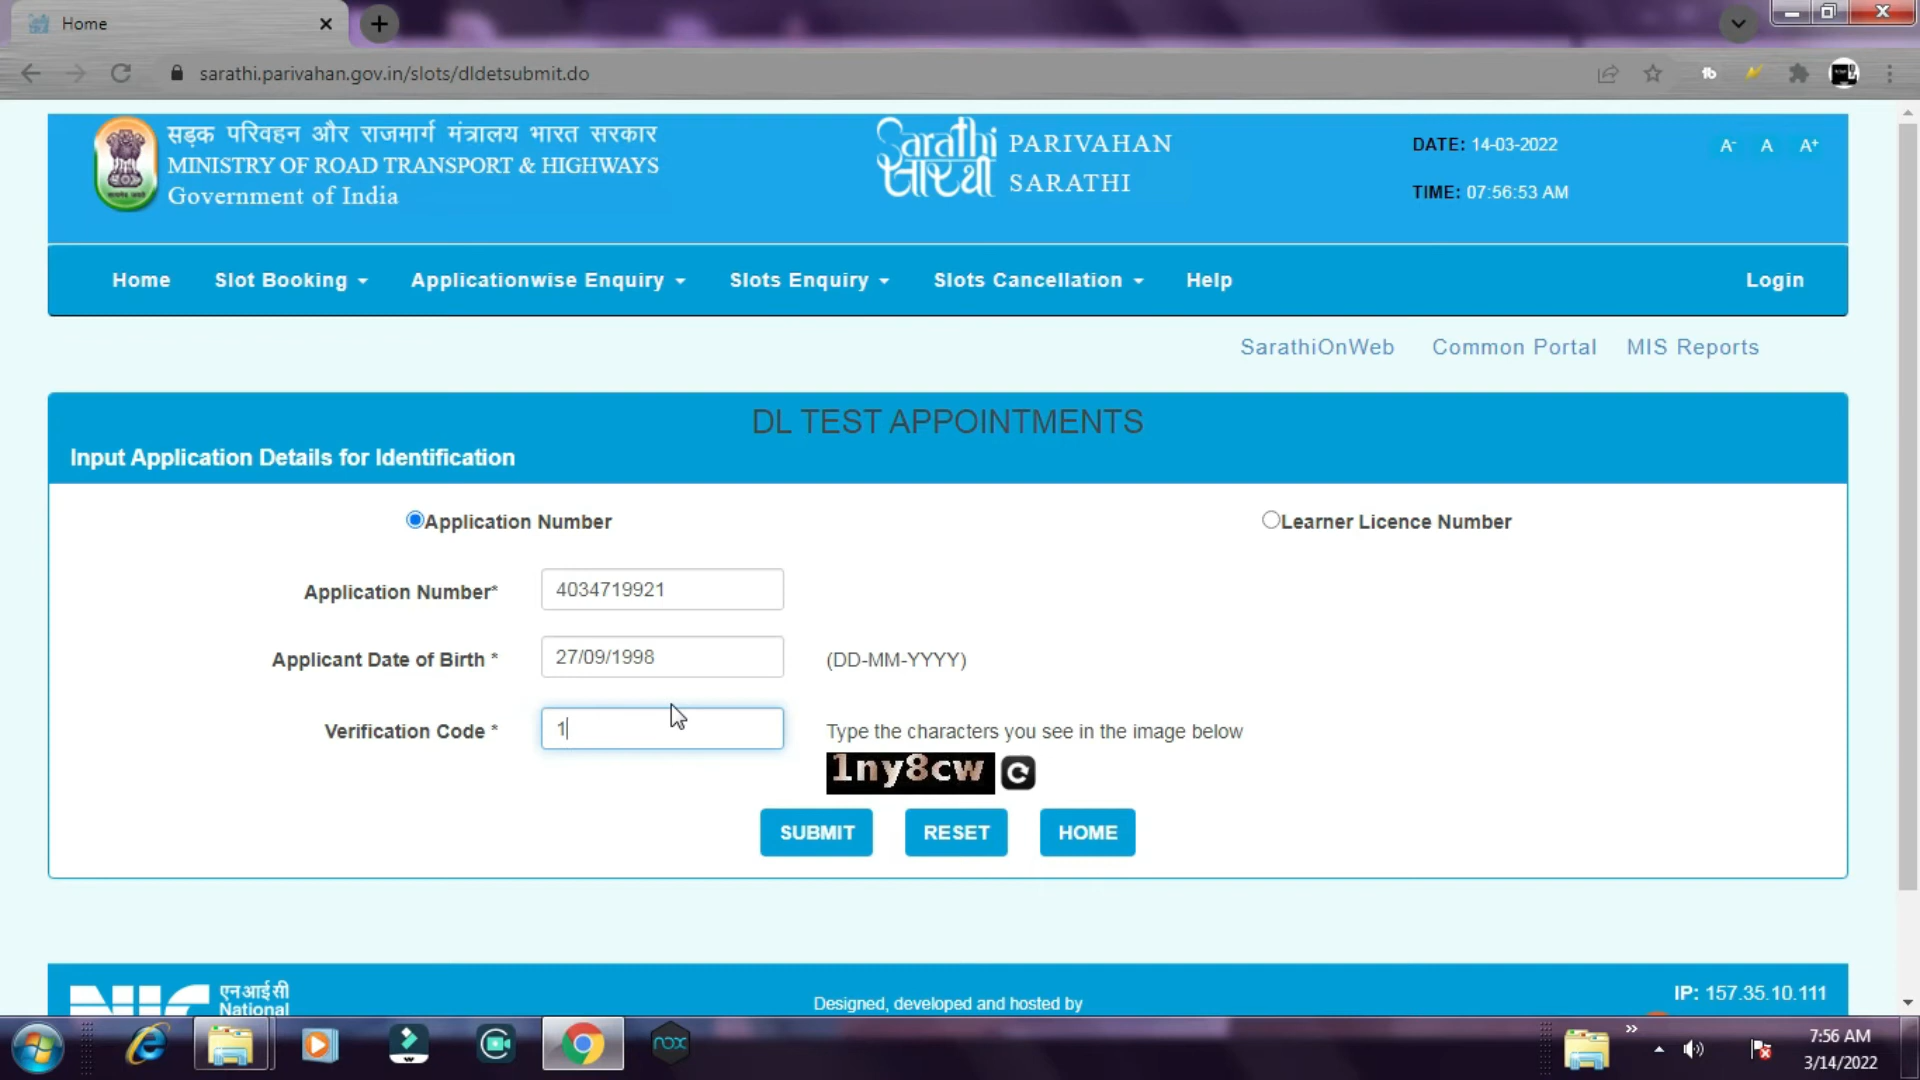 Home
sarathi.parivahan.gov.in/slots/dldetsubmit.do
सड़क परिवहन और राजमार्ग मंत्रालय भारत सरकार
MINISTRY OF ROAD TRANSPORT & HIGHWAYS
Government of India
Sarathi
सारथी
PARIVAHAN
SARATHI
DATE: 14-03-2022
TIME: 07:56:53 AM
A- A A+
Home Slot Booking Applicationwise Enquiry Slots Enquiry Slots Cancellation Help Login
SarathiOnWeb Common Portal MIS Reports
DL TEST APPOINTMENTS
Input Application Details for Identification
Application Number Learner Licence Number
Application Number* 4034719921
Applicant Date of Birth * 27/09/1998 (DD-MM-YYYY)
Verification Code * 1 Type the characters you see in the image below
1ny8cw
SUBMIT RESET HOME
NIC
एनआईसी
National
Designed, developed and hosted by
IP: 157.35.10.111
nox
7:56 AM
3/14/2022